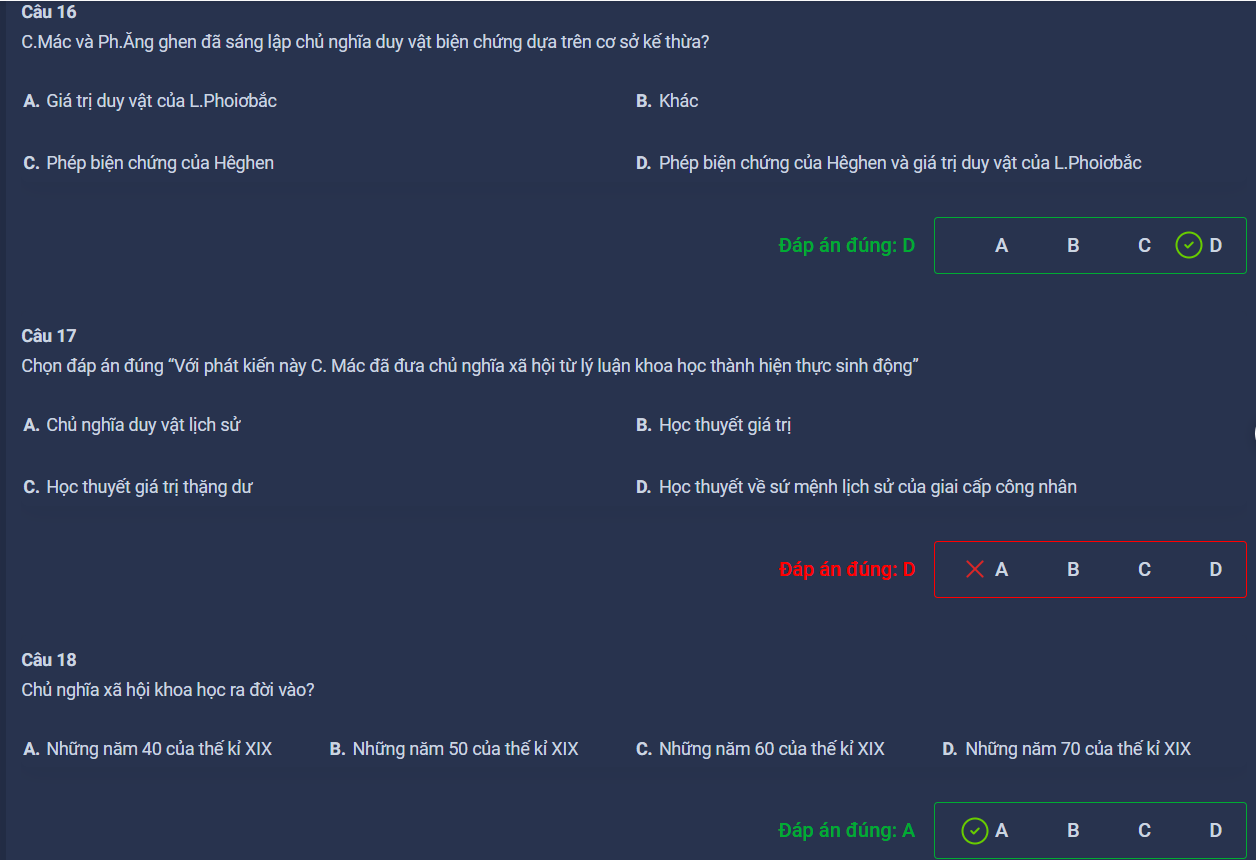 Câu 16
C.Mác và Ph.Ăng ghen đã sáng lập chủ nghĩa duy vật biện chứng dựa trên cơ sở kế thừa?
A. Giá trị duy vật của L.Phoiơbắc
B. Khác
C. Phép biện chứng của Hêghen
D. Phép biện chứng của Hêghen và giá trị duy vật của L.Phoiơbắc
Đáp án đúng: D A B C D
Câu 17
Chọn đáp án đúng “Với phát kiến này C. Mác đã đưa chủ nghĩa xã hội từ lý luận khoa học thành hiện thực sinh động”
A. Chủ nghĩa duy vật lịch sử
B. Học thuyết giá trị
C. Học thuyết giá trị thặng dư
D. Học thuyết về sứ mệnh lịch sử của giai cấp công nhân
Đáp án đúng: D A B C D
Câu 18
Chủ nghĩa xã hội khoa học ra đời vào?
A. Những năm 40 của thế kỉ XIX
B. Những năm 50 của thế kỉ XIX
C. Những năm 60 của thế kỉ XIX
D. Những năm 70 của thế kỉ XIX
Đáp án đúng: A A B C D